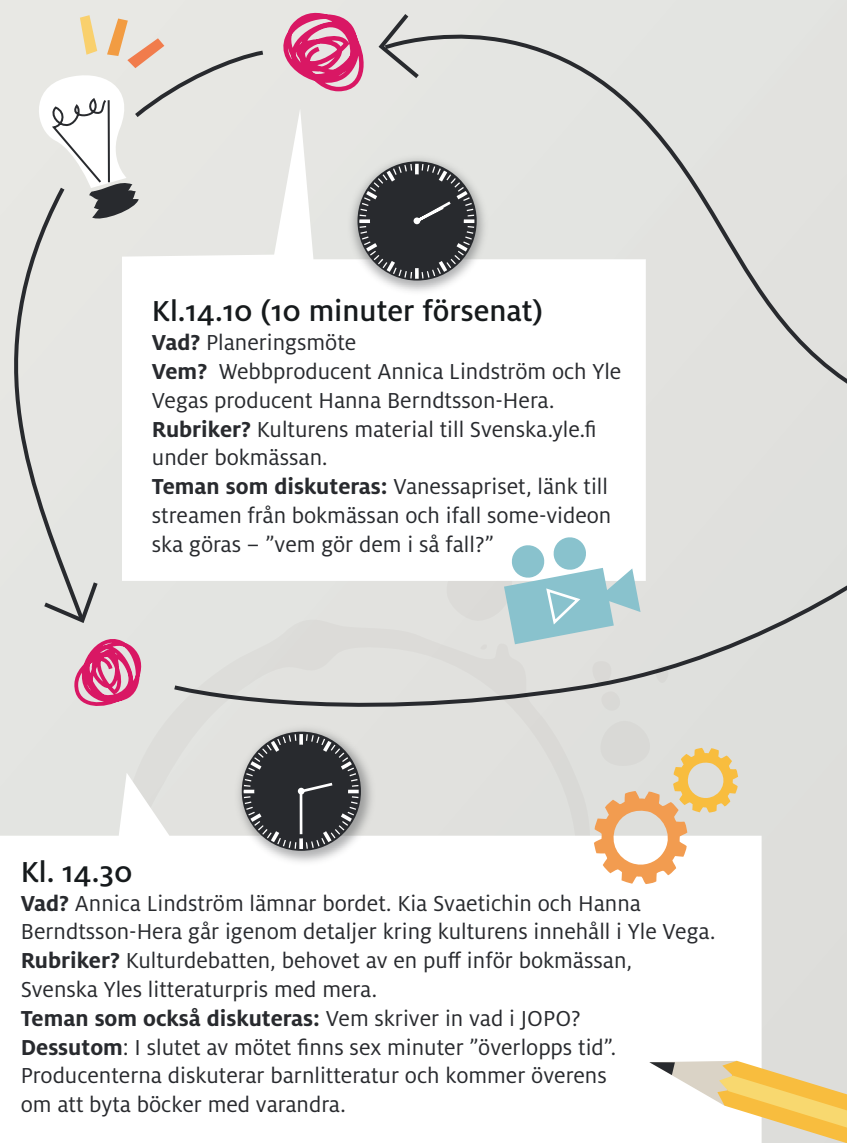 Kl.14.10 (10 minuter försenat)
Vad? Planeringsmöte
Vem? Webbproducent Annica Lindström och Yle
Vegas producent Hanna Berndtsson-Hera.
Rubriker? Kulturens material till Svenska.yle.fi
under bokmässan.
Teman som diskuteras: Vanessapriset, länk till
streamen från bokmässan och ifall some-videon
ska göras – ”vem gör dem i så fall?”
Kl. 14.30
Vad? Annica Lindström lämnar bordet. Kia Svaetichin och Hanna
Berndtsson-Hera går igenom detaljer kring kulturens innehåll i Yle Vega.
Rubriker? Kulturdebatten, behovet av en puff inför bokmässan,
Svenska Yles litteraturpris med mera.
Teman som också diskuteras: Vem skriver in vad i JOPO?
Dessutom: I slutet av mötet finns sex minuter ”överlopps tid”.
Producenterna diskuterar barnlitteratur och kommer överens
om att byta böcker med varandra.